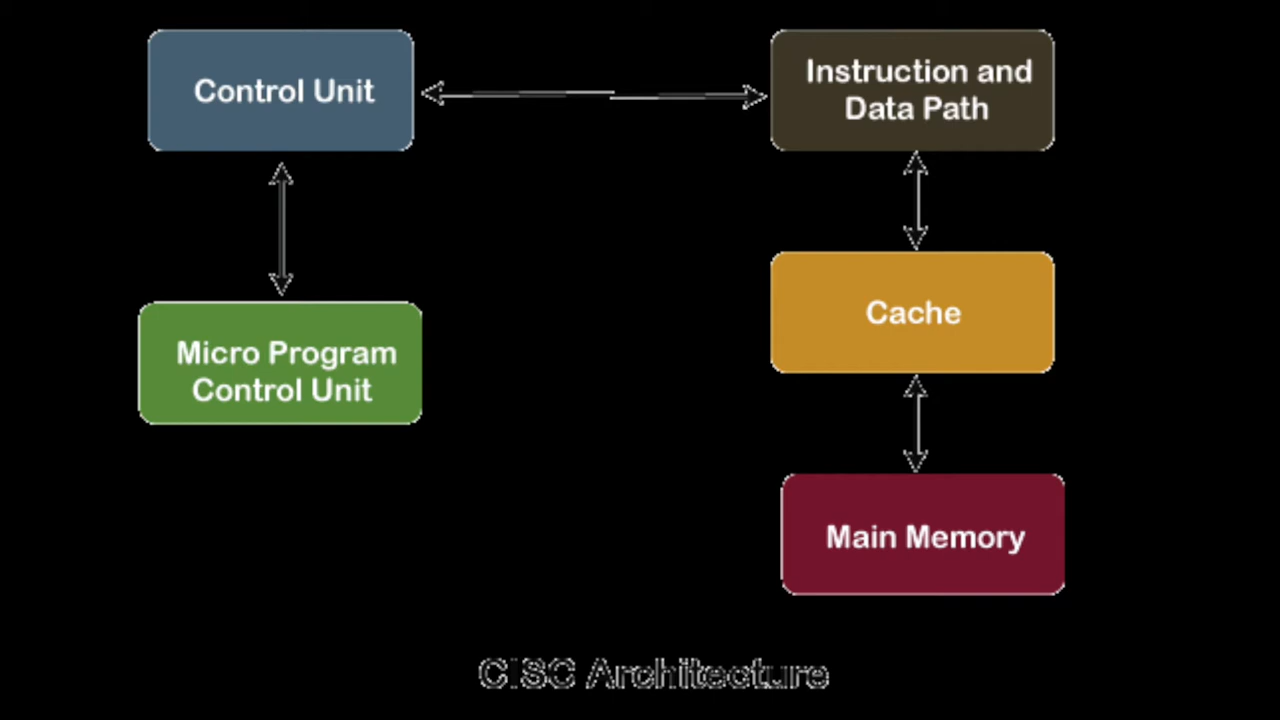 Control Unit
Instruction and
Data Path
Micro Program
Control Unit
Cache
Main Memory
CISC Architecture